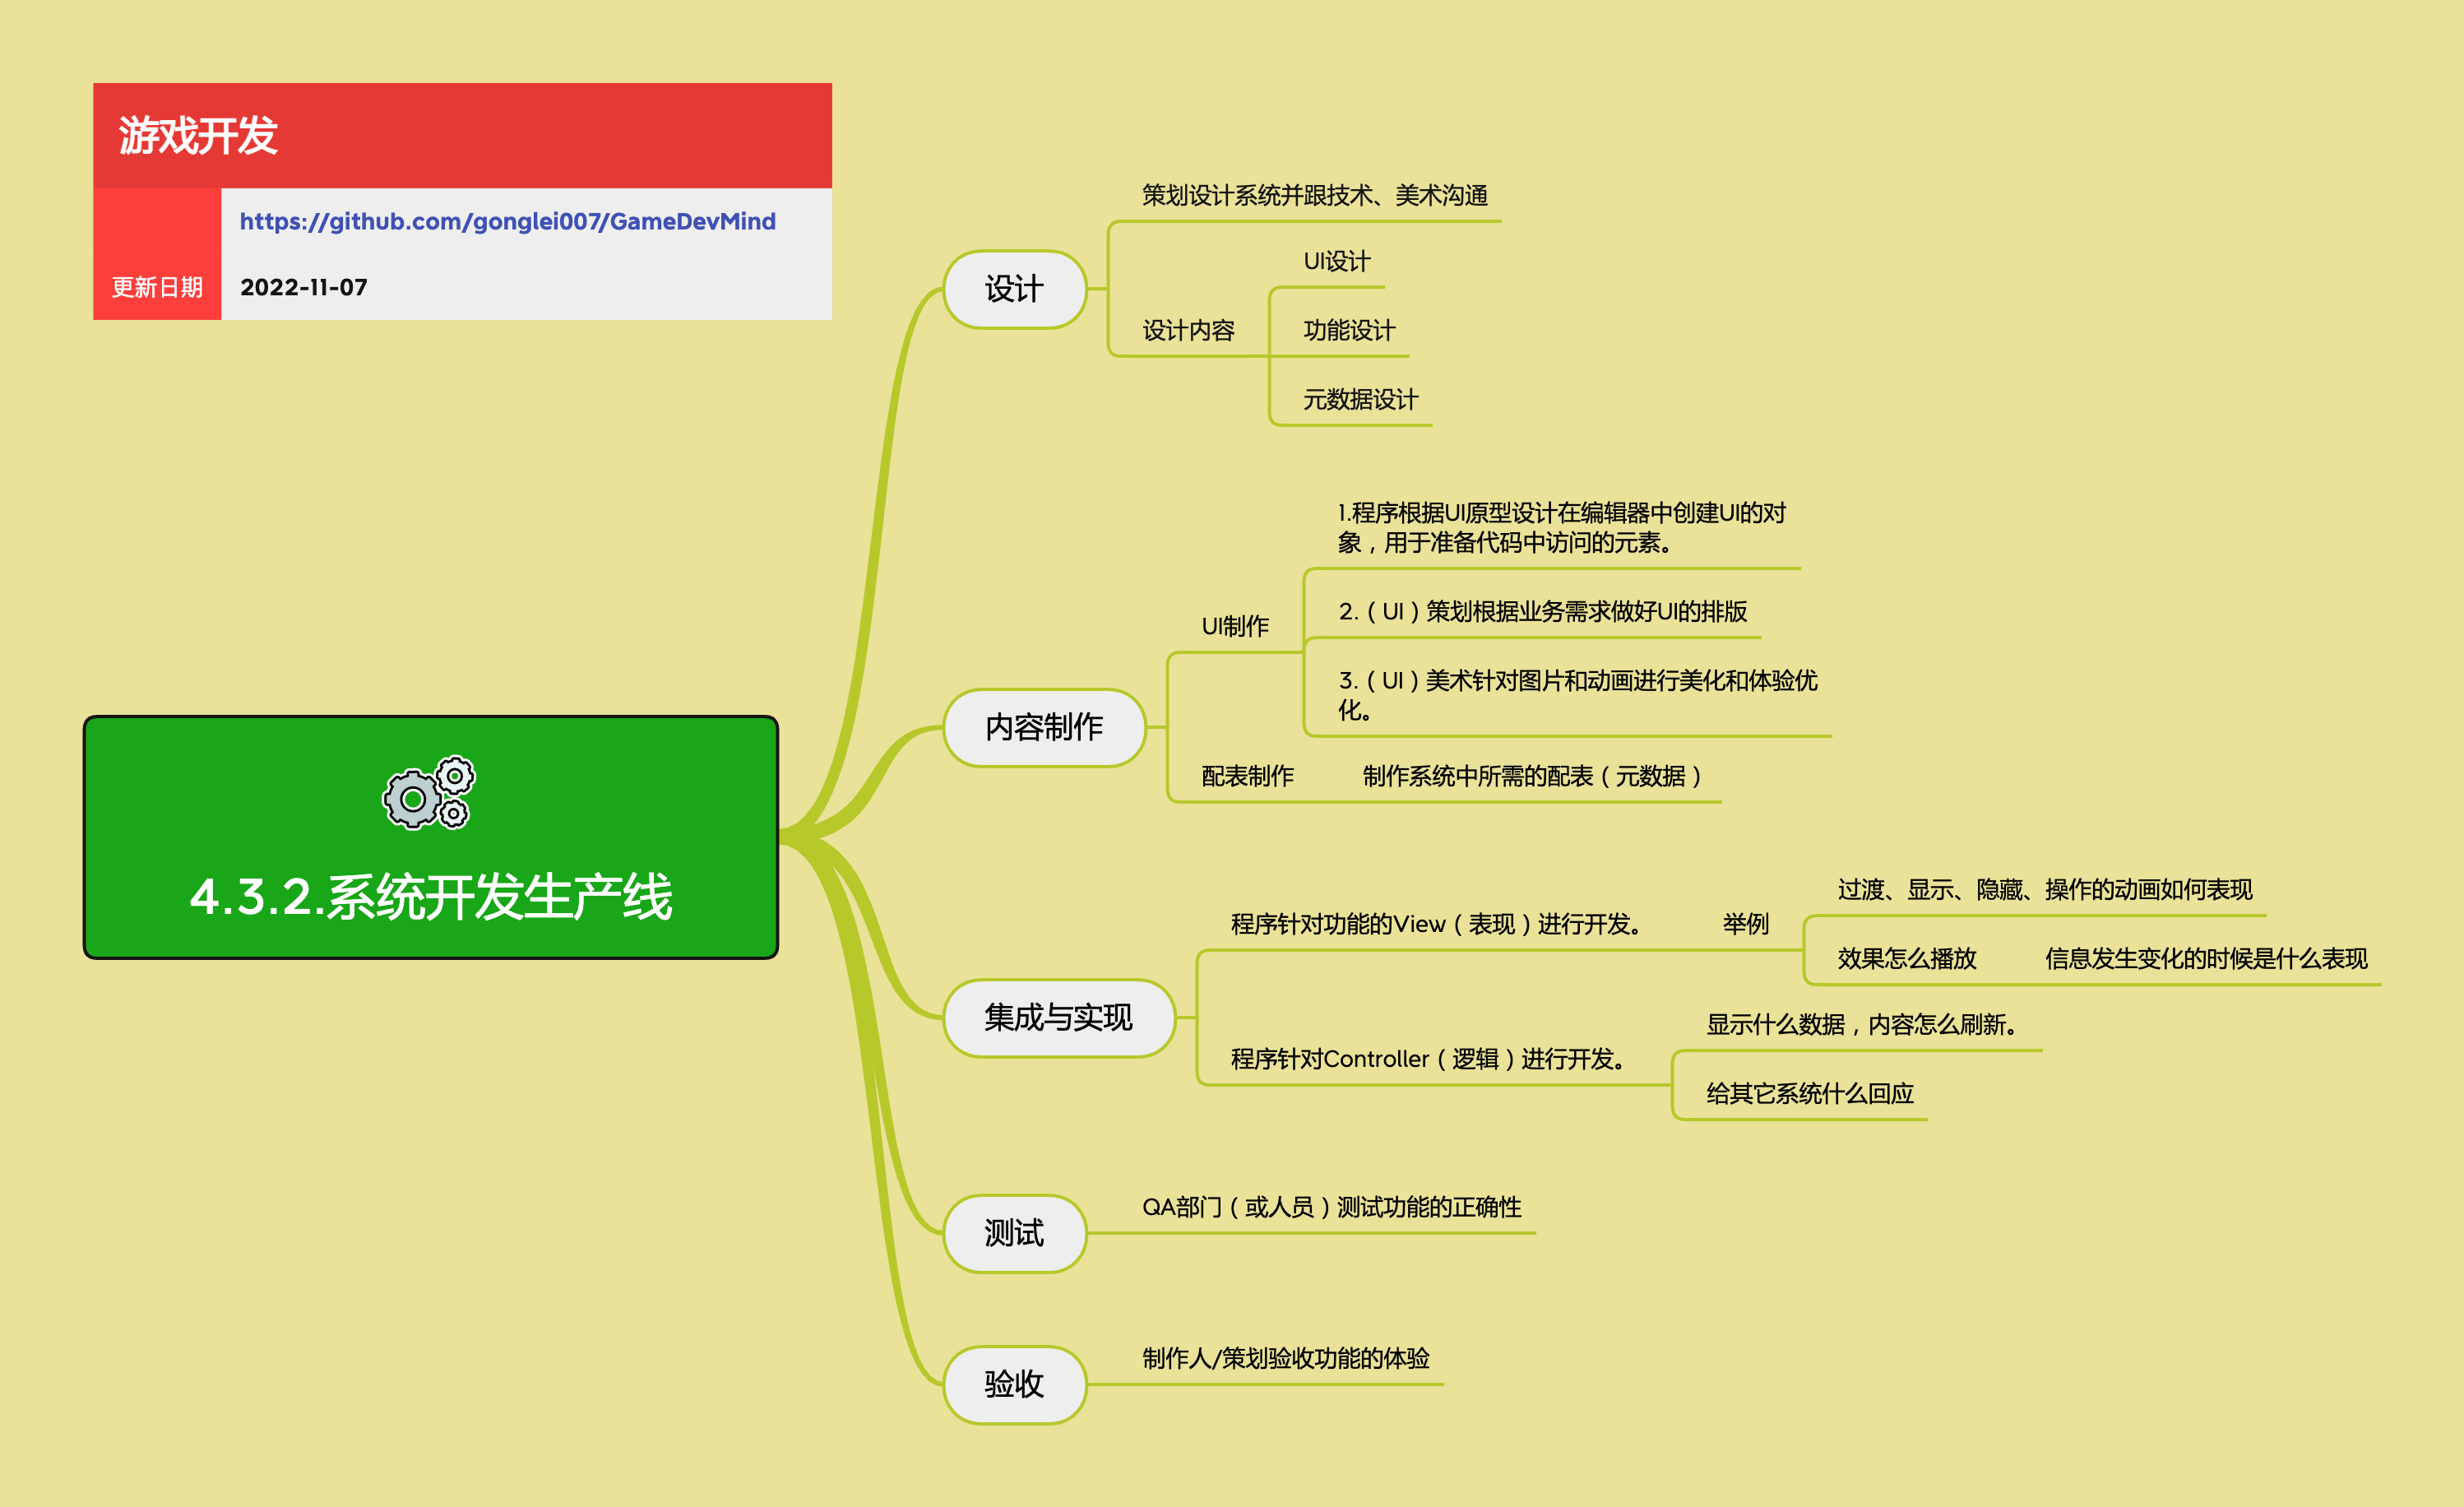 游戏开发
https://github.com/gonglei007/GameDevMind
更新日期
2022-11-07
4.3.2.系统开发生产线
设计
策划设计系统并跟技术、美术沟通
设计内容
UI设计
功能设计
元数据设计
内容制作
UI制作
1.程序根据UI原型设计在编辑器中创建UI的对
象，用于准备代码中访问的元素。
2.（UI）策划根据业务需求做好UI的排版
3.（UI）美术针对图片和动画进行美化和体验优
化。
配表制作
制作系统中所需的配表（元数据）
集成与实现
程序针对功能的View（表现）进行开发。
举例
过渡、显示、隐藏、操作的动画如何表现
效果怎么播放
信息发生变化的时候是什么表现
程序针对Controller（逻辑）进行开发。
显示什么数据，内容怎么刷新。
给其它系统什么回应
测试
QA部门（或人员）测试功能的正确性
验收
制作人/策划验收功能的体验